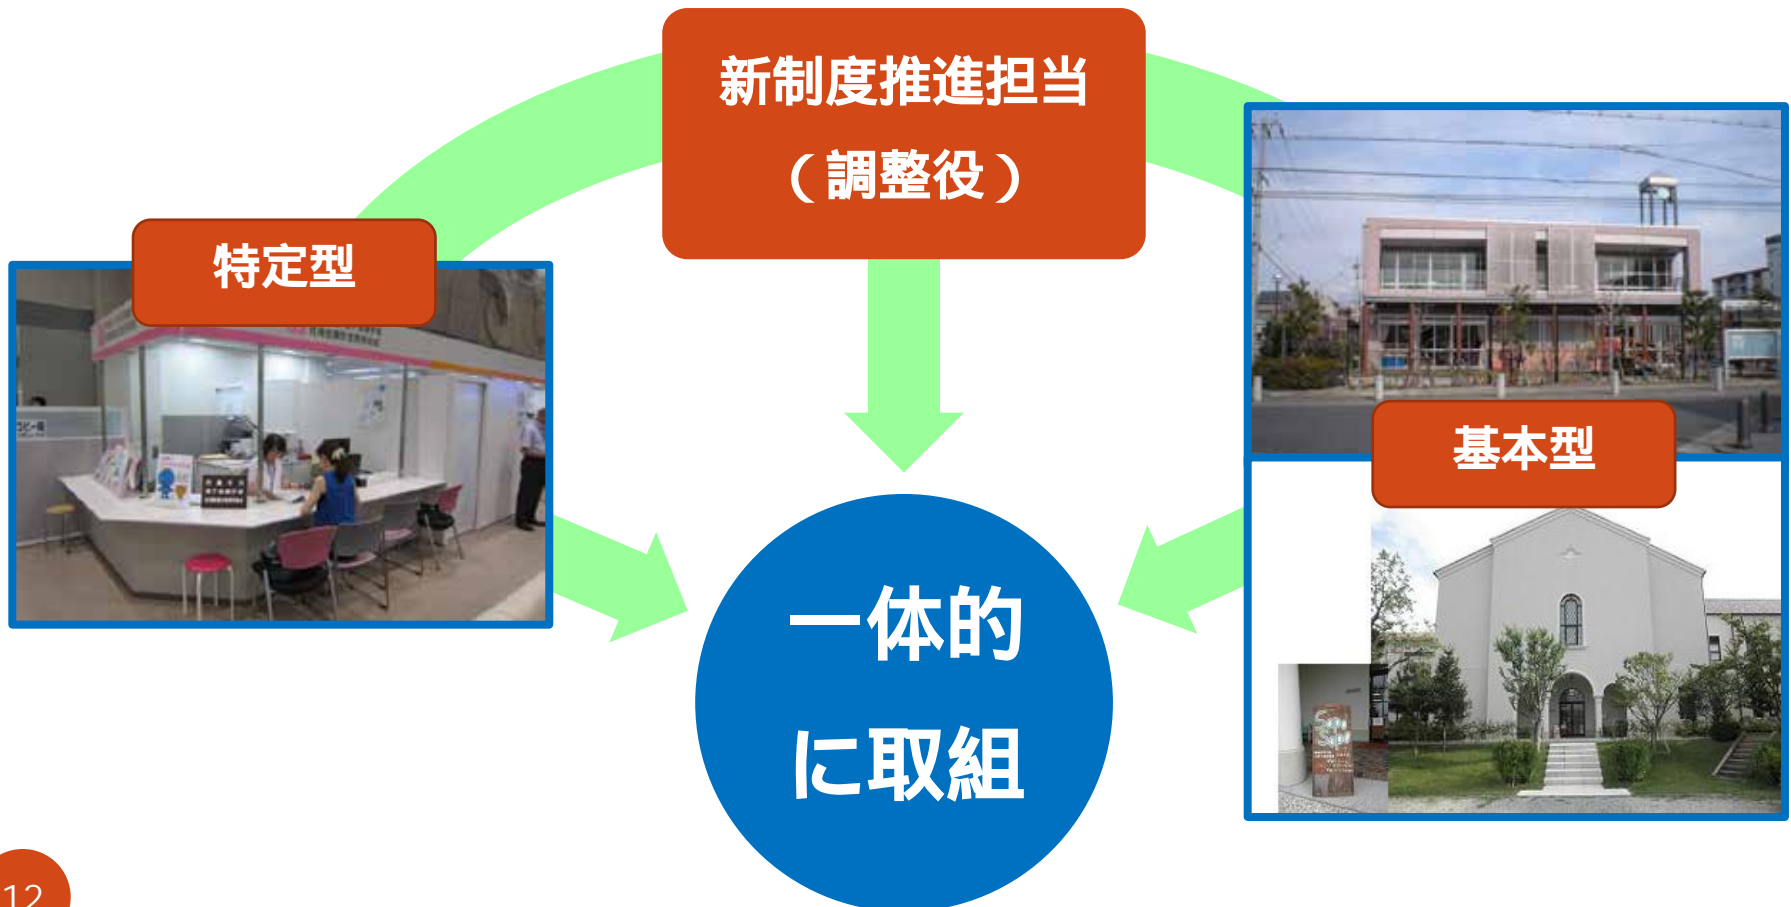 新制度推進担当
（調整役）
特定型
基本型
一体的
に取組
12